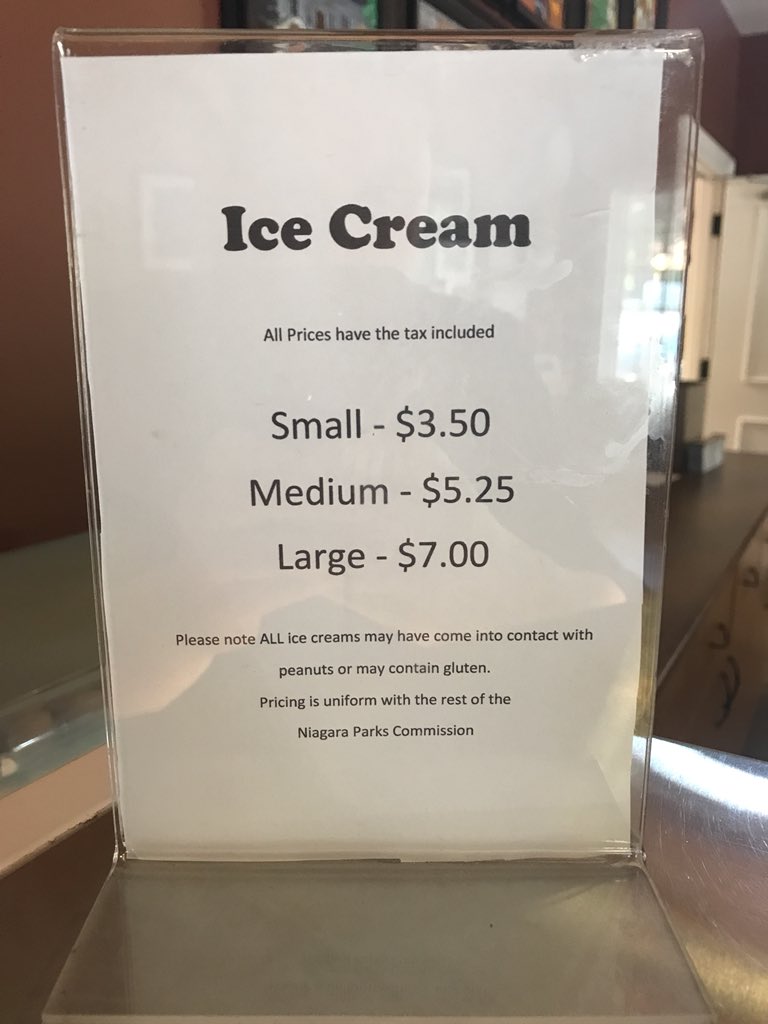 Ice Cream
All Prices have the tax included
Small - $3.50
Medium - $5.25
Large - $7.00
Please note ALL ice creams may have come into contact with
peanuts or may contain gluten.
Pricing is uniform with the rest of the
Niagara Parks Commission